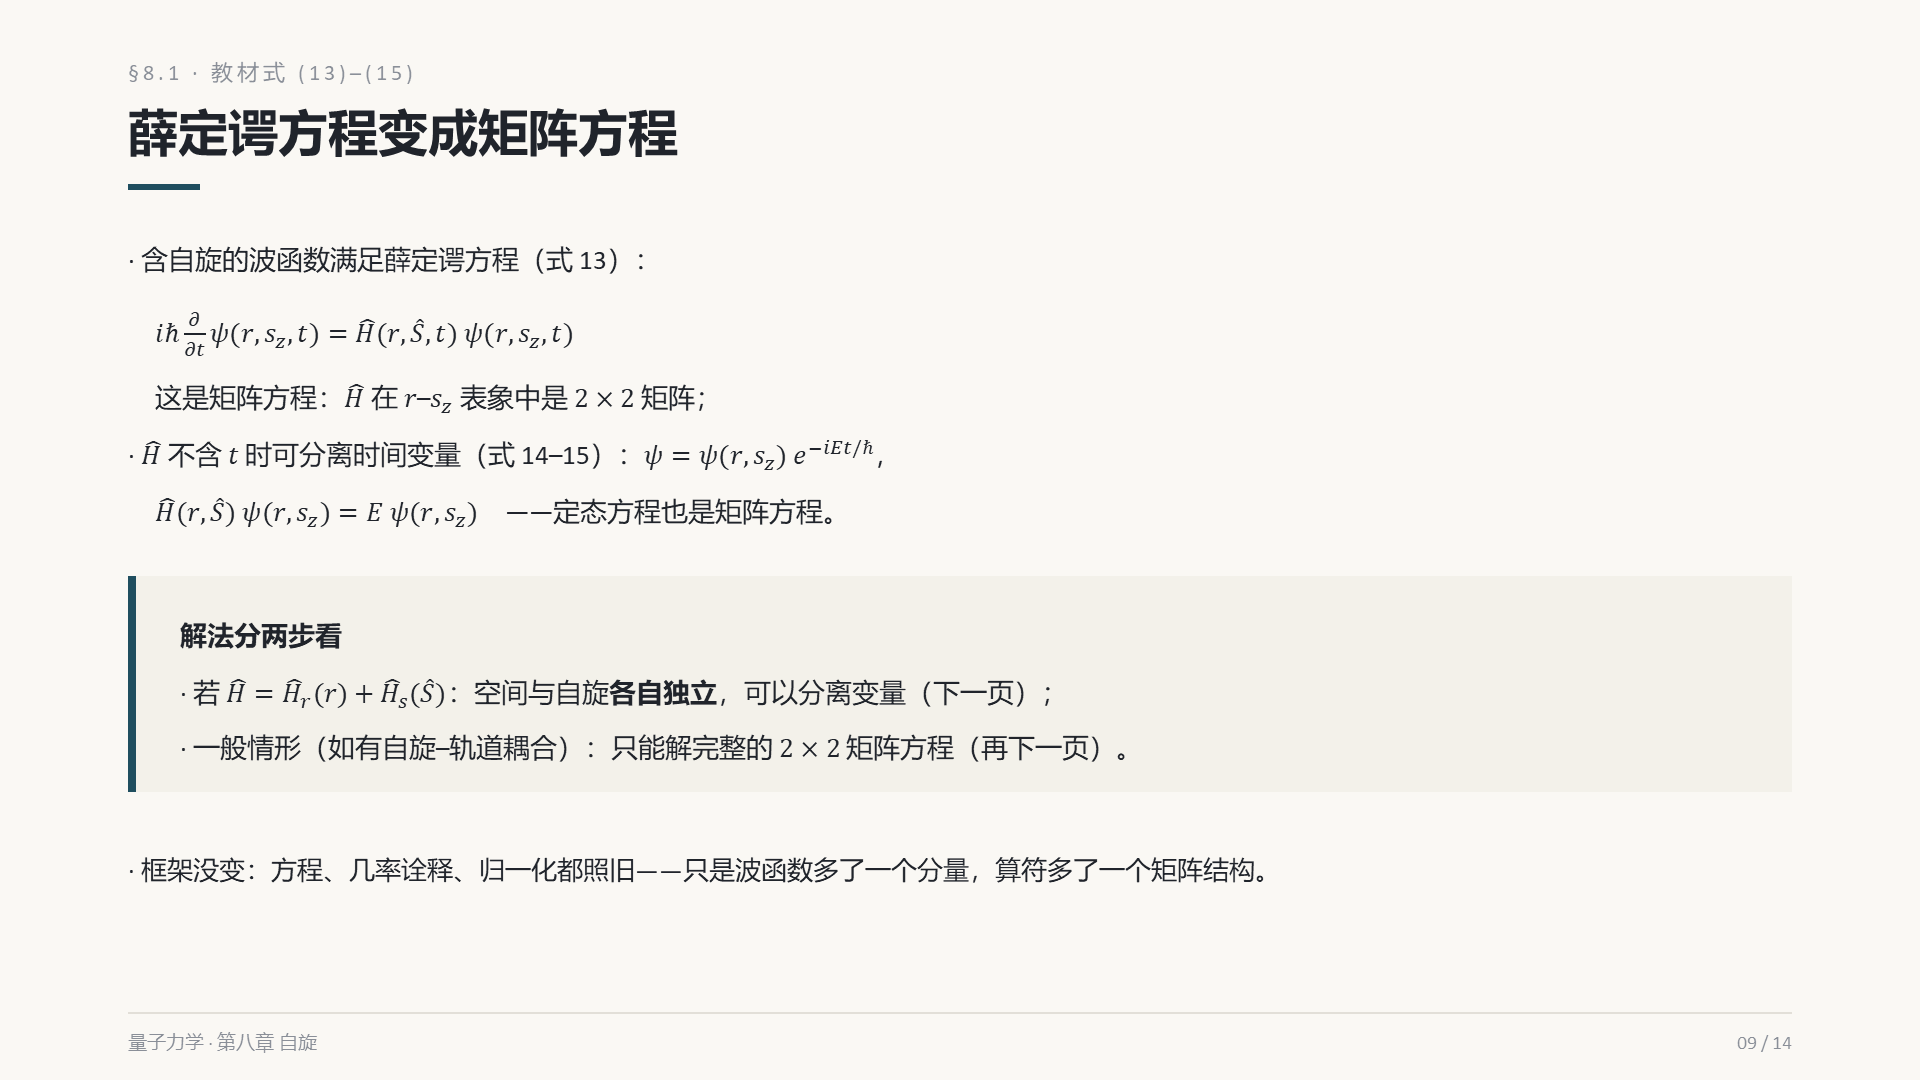 §8.1 · 教材式 (13)–(15)
薛定谔方程变成矩阵方程
· 含自旋的波函数满足薛定谔方程（式 13）：
iħ ∂/∂t ψ(r, s_z, t) = Ĥ(r, Ŝ, t) ψ(r, s_z, t)
这是矩阵方程：Ĥ 在 r–s_z 表象中是 2 × 2 矩阵；
· Ĥ 不含 t 时可分离时间变量（式 14–15）：ψ = ψ(r, s_z) e^{−iEt/ħ}，
Ĥ(r, Ŝ) ψ(r, s_z) = E ψ(r, s_z) ——定态方程也是矩阵方程。
解法分两步看
· 若 Ĥ = Ĥ_r(r) + Ĥ_s(Ŝ)：空间与自旋各自独立，可以分离变量（下一页）；
· 一般情形（如有自旋–轨道耦合）：只能解完整的 2 × 2 矩阵方程（再下一页）。
· 框架没变：方程、几率诠释、归一化都照旧——只是波函数多了一个分量，算符多了一个矩阵结构。
量子力学 · 第八章 自旋
09 / 14